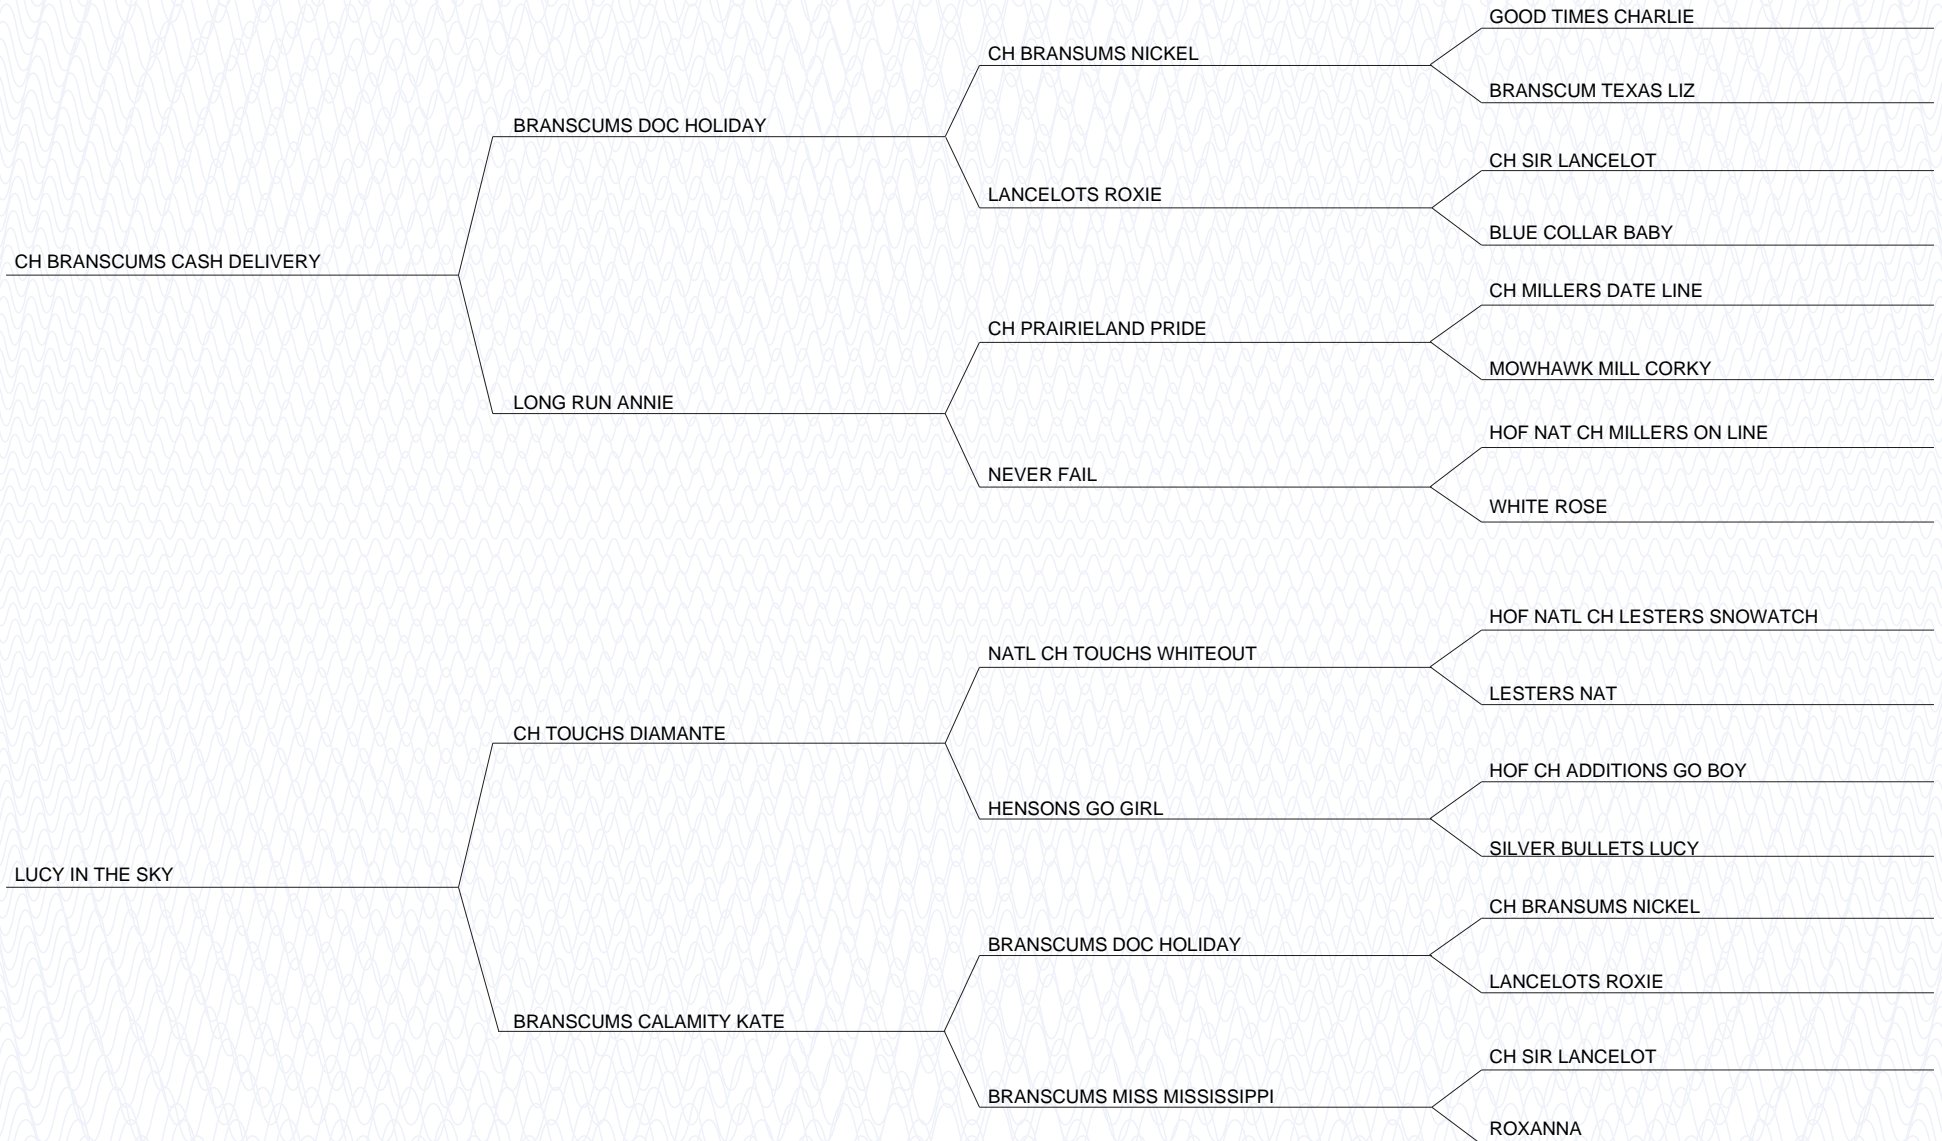 GOOD TIMES CHARLIE
CH BRANSUMS NICKEL
BRANSCUM TEXAS LIZ
BRANSCUMS DOC HOLIDAY
CH SIR LANCELOT
LANCELOTS ROXIE
BLUE COLLAR BABY
CH BRANSCUMS CASH DELIVERY
CH MILLERS DATE LINE
CH PRAIRIELAND PRIDE
MOWHAWK MILL CORKY
LONG RUN ANNIE
HOF NAT CH MILLERS ON LINE
NEVER FAIL
WHITE ROSE
HOF NATL CH LESTERS SNOWATCH
NATL CH TOUCHS WHITEOUT
LESTERS NAT
CH TOUCHS DIAMANTE
HOF CH ADDITIONS GO BOY
HENSONS GO GIRL
SILVER BULLETS LUCY
LUCY IN THE SKY
CH BRANSUMS NICKEL
BRANSCUMS DOC HOLIDAY
LANCELOTS ROXIE
BRANSCUMS CALAMITY KATE
CH SIR LANCELOT
BRANSCUMS MISS MISSISSIPPI
ROXANNA